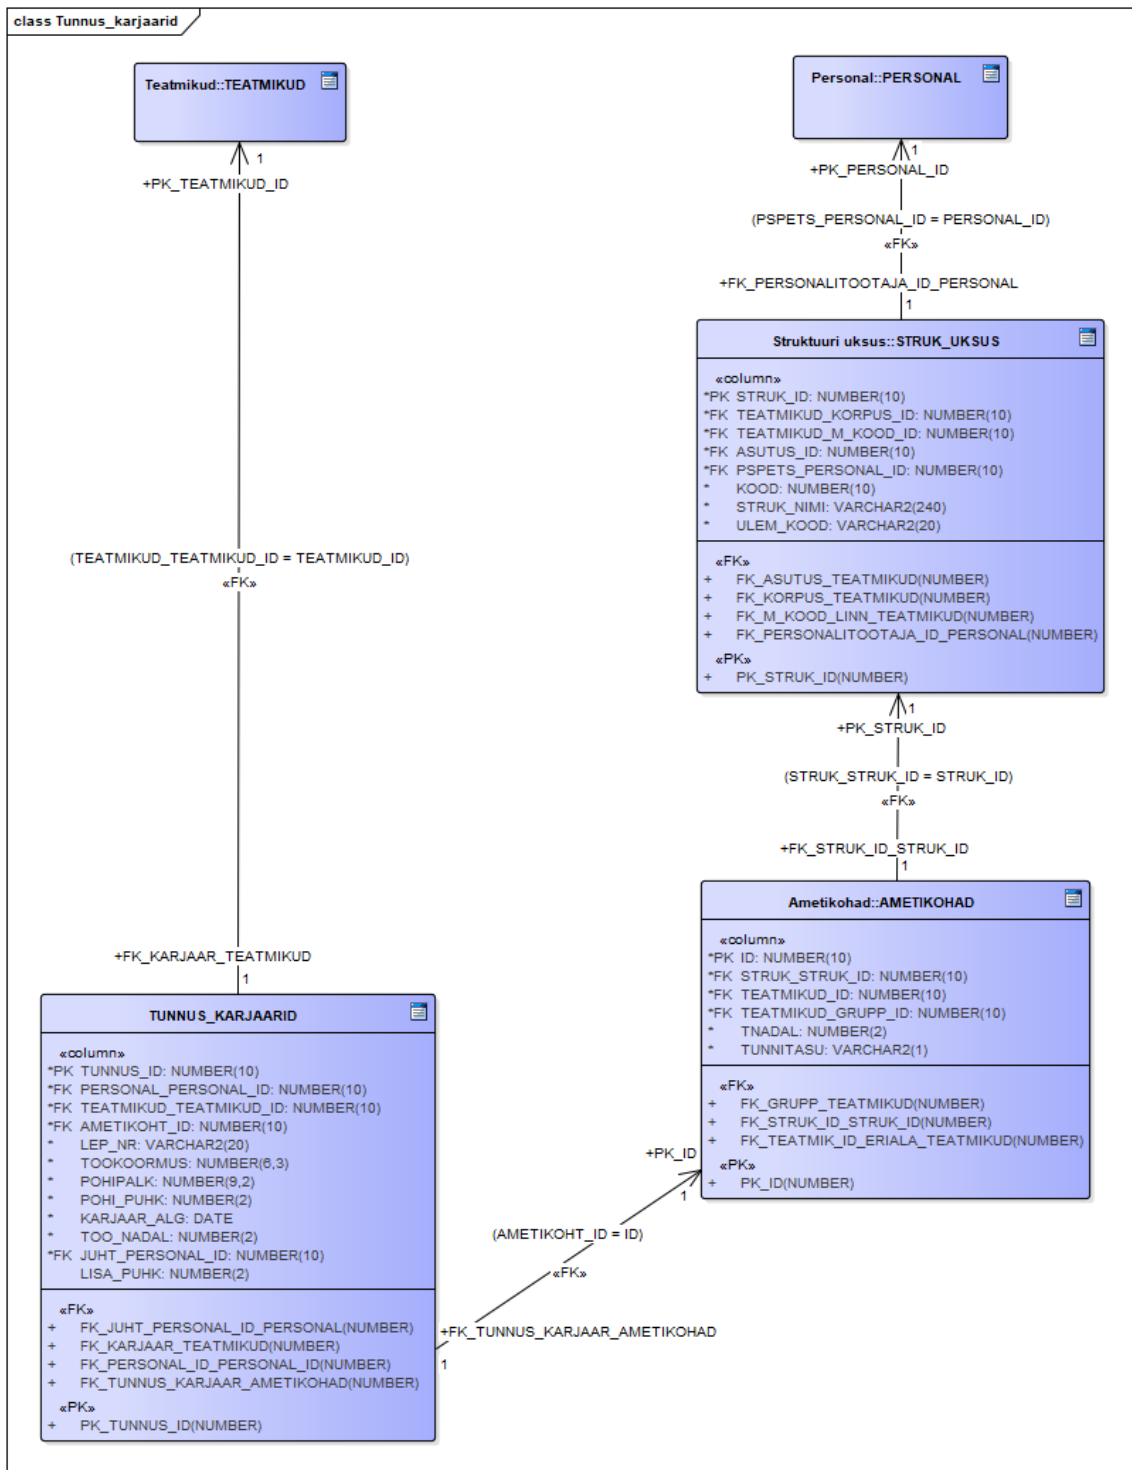 class Tunnus_karjaarid
Teatmikud::TEATMIKUD
Personal::PERSONAL
1
+PK_TEATMIKUD_ID
1
+PK_PERSONAL_ID
(PSPETS_PERSONAL_ID = PERSONAL_ID)
«FK»
+FK_PERSONALITOOTAJA_ID_PERSONAL
1
Struktuuri uksus::STRUK_UKSUS
«column»
*PK STRUK_ID: NUMBER(10)
*FK TEATMIKUD_KORPUS_ID: NUMBER(10)
*FK TEATMIKUD_M_KOOD_ID: NUMBER(10)
*FK ASUTUS_ID: NUMBER(10)
*FK PSPETS_PERSONAL_ID: NUMBER(10)
* KOOD: NUMBER(10)
* STRUK_NIMI: VARCHAR2(240)
* ULEM_KOOD: VARCHAR2(20)
«FK»
+ FK_ASUTUS_TEATMIKUD(NUMBER)
+ FK_KORPUS_TEATMIKUD(NUMBER)
+ FK_M_KOOD_LINN_TEATMIKUD(NUMBER)
+ FK_PERSONALITOOTAJA_ID_PERSONAL(NUMBER)
«PK»
+ PK_STRUK_ID(NUMBER)
(TEATMIKUD_TEATMIKUD_ID = TEATMIKUD_ID)
«FK»
1
+PK_STRUK_ID
(STRUK_STRUK_ID = STRUK_ID)
«FK»
+FK_STRUK_ID_STRUK_ID
1
Ametikohad::AMETIKOHAD
«column»
*PK ID: NUMBER(10)
*FK STRUK_STRUK_ID: NUMBER(10)
*FK TEATMIKUD_ID: NUMBER(10)
*FK TEATMIKUD_GRUPP_ID: NUMBER(10)
* TNADAL: NUMBER(2)
* TUNNITASU: VARCHAR2(1)
«FK»
+ FK_GRUPP_TEATMIKUD(NUMBER)
+ FK_STRUK_ID_STRUK_ID(NUMBER)
+ FK_TEATMIK_ID_ERIALA_TEATMIKUD(NUMBER)
«PK»
+ PK_ID(NUMBER)
+FK_KARJAAR_TEATMIKUD
1
TUNNUS_KARJAARID
«column»
*PK TUNNUS_ID: NUMBER(10)
*FK PERSONAL_PERSONAL_ID: NUMBER(10)
*FK TEATMIKUD_TEATMIKUD_ID: NUMBER(10)
*FK AMETIKOHT_ID: NUMBER(10)
* LEP_NR: VARCHAR2(20)
* TOOKOORMUS: NUMBER(6,3)
* POHIPALK: NUMBER(9,2)
* POHI_PUHK: NUMBER(2)
* KARJAAR_ALG: DATE
* TOO_NADAL: NUMBER(2)
*FK JUHT_PERSONAL_ID: NUMBER(10)
LISA_PUHK: NUMBER(2)
«FK»
+ FK_JUHT_PERSONAL_ID_PERSONAL(NUMBER)
+ FK_KARJAAR_TEATMIKUD(NUMBER)
+ FK_PERSONAL_ID_PERSONAL_ID(NUMBER)
+ FK_TUNNUS_KARJAAR_AMETIKOHAD(NUMBER)
«PK»
+ PK_TUNNUS_ID(NUMBER)
+PK_ID
1
(AMETIKOHT_ID = ID)
«FK»
+FK_TUNNUS_KARJAAR_AMETIKOHAD
1